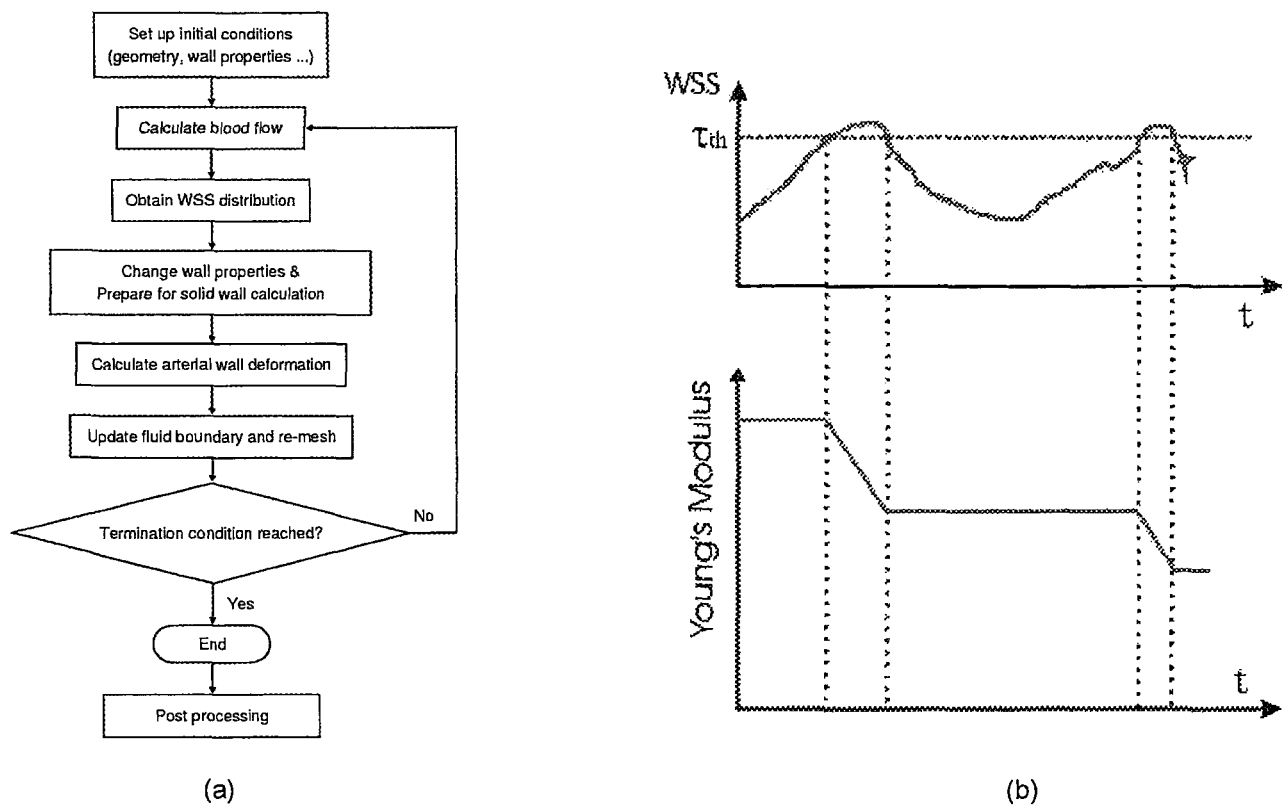 Set up initial conditions
(geometry, wall properties ...)
Calculate blood flow
Obtain WSS distribution
Change wall properties &
Prepare for solid wall calculation
Calculate arterial wall deformation
Update fluid boundary and re-mesh
Termination condition reached?
No
Yes
End
Post processing
(a)
WSS
τth
t
Young's Modulus
t
(b)